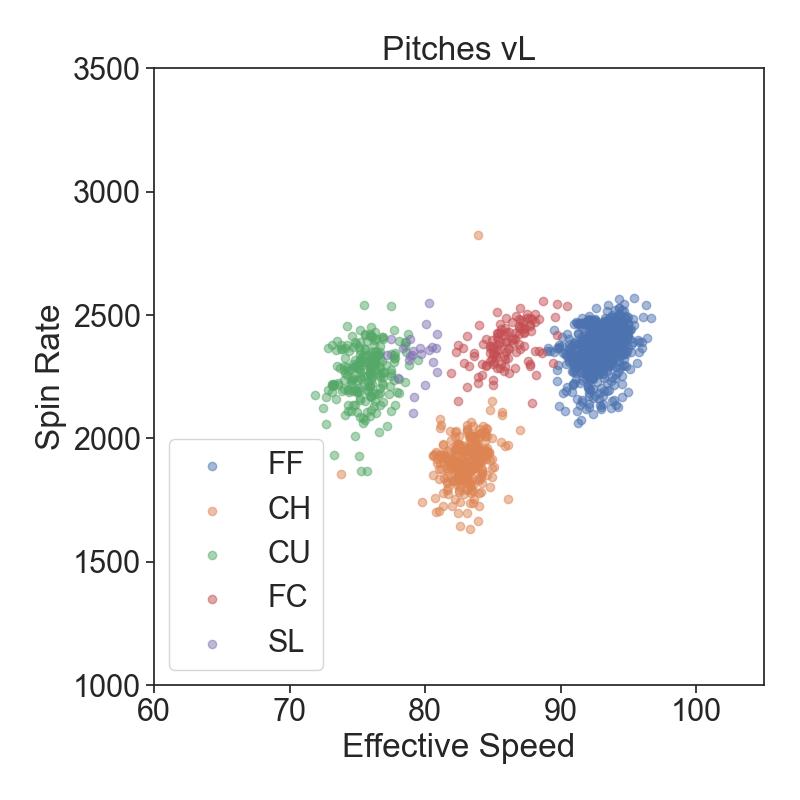 Pitches vL
3500
3000
2500
2000
1500
1000
Spin Rate
FF
CH
CU
FC
SL
60 70 80 90 100
Effective Speed